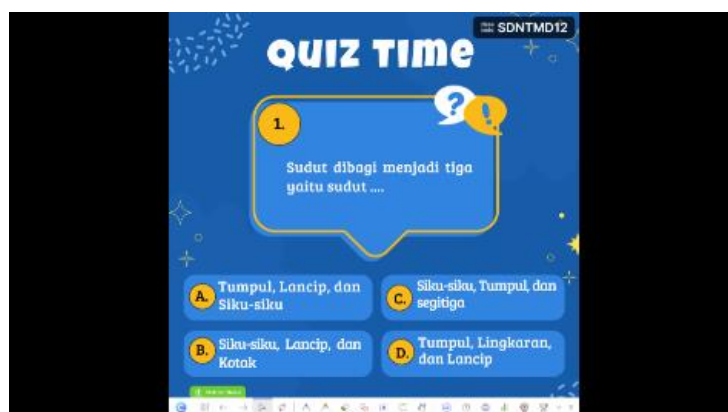 SDNTMD12
QUIZ TIME
1.
Sudut dibagi menjadi tiga
yaitu sudut ....
A. Tumpul, Lancip, dan
Siku-siku
B. Siku-siku, Lancip, dan
Kotak
C. Siku-siku, Tumpul, dan
segitiga
D. Tumpul, Lingkaran,
dan Lancip